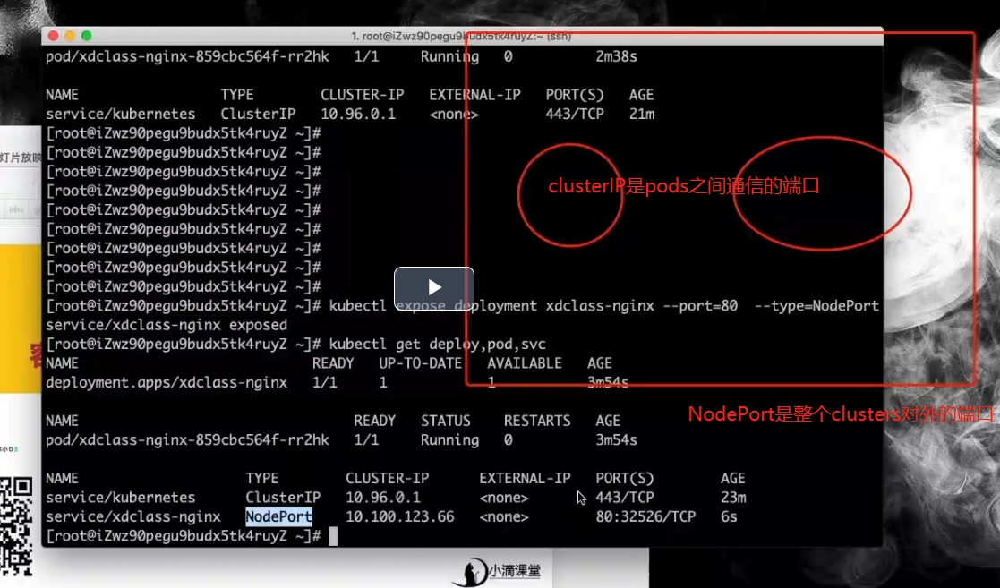 1. root@iZwz90pegu9budx5tk4ruyZ:~ (ssh)
pod/xdclass-nginx-859cbc564f-rr2hk 1/1 Running 0 2m38s
NAME TYPE CLUSTER-IP EXTERNAL-IP PORT(S) AGE
service/kubernetes ClusterIP 10.96.0.1 <none> 443/TCP 21m
[root@iZwz90pegu9budx5tk4ruyZ ~]#
[root@iZwz90pegu9budx5tk4ruyZ ~]#
灯片放映
[root@iZwz90pegu9budx5tk4ruyZ ~]#
[root@iZwz90pegu9budx5tk4ruyZ ~]#
clusterIP是pods之间通信的端口
[root@iZwz90pegu9budx5tk4ruyZ ~]#
abc
[root@iZwz90pegu9budx5tk4ruyZ ~]#
[root@iZwz90pegu9budx5tk4ruyZ ~]#
[root@iZwz90pegu9budx5tk4ruyZ ~]#
[root@iZwz90pegu9budx5tk4ruyZ ~]#
[root@iZwz90pegu9budx5tk4ruyZ ~]# kubectl expose deployment xdclass-nginx --port=80 --type=NodePort
service/xdclass-nginx exposed
[root@iZwz90pegu9budx5tk4ruyZ ~]# kubectl get deploy,pod,svc
NAME READY UP-TO-DATE AVAILABLE AGE
deployment.apps/xdclass-nginx 1/1 1 1 3m54s
NodePort是整个clusters对外的端口
NAME READY STATUS RESTARTS AGE
pod/xdclass-nginx-859cbc564f-rr2hk 1/1 Running 0 3m54s
NAME TYPE CLUSTER-IP EXTERNAL-IP PORT(S) AGE
service/kubernetes ClusterIP 10.96.0.1 <none> 443/TCP 23m
service/xdclass-nginx NodePort 10.100.123.66 <none> 80:32526/TCP 6s
[root@iZwz90pegu9budx5tk4ruyZ ~]#
小滴课堂